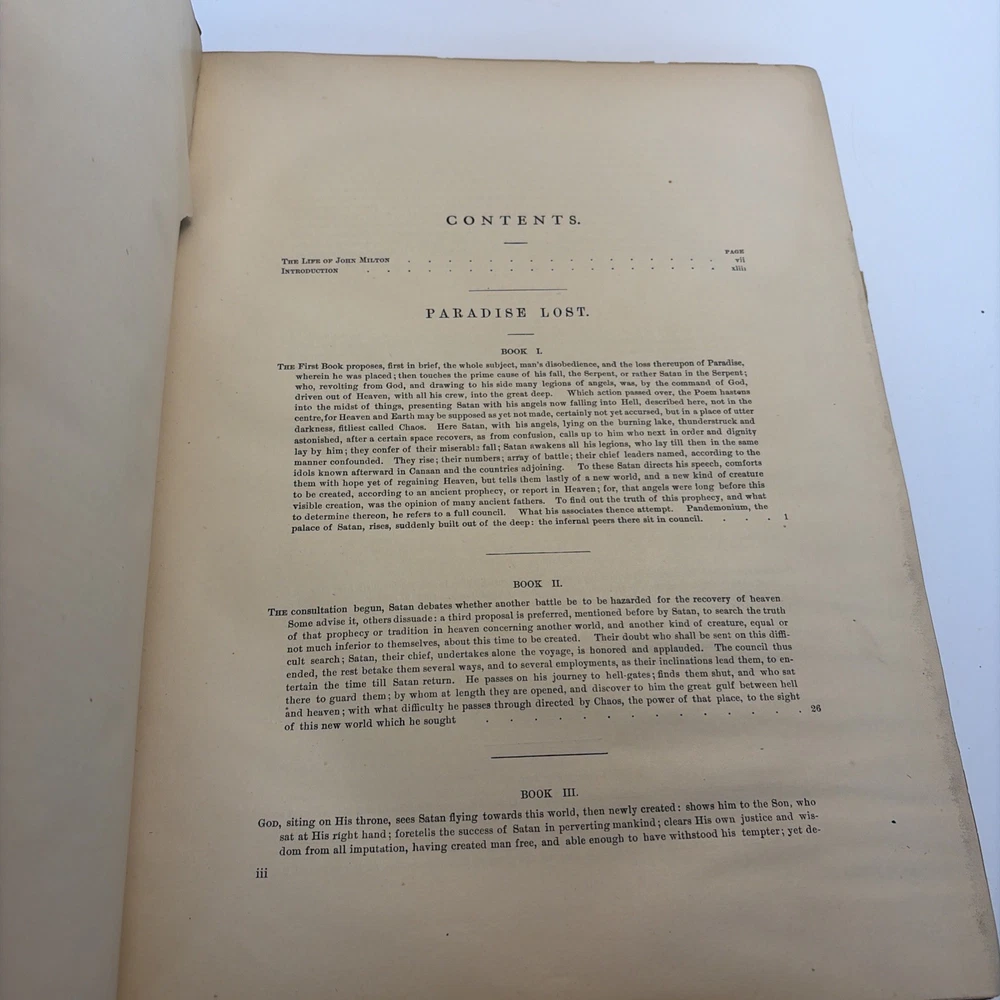 CONTENTS.
PAGE
THE LIFE OF JOHN MILTON . . . . . . . . . . . . . . vii
INTRODUCTION . . . . . . . . . . . . . . . . xliii
PARADISE LOST.
BOOK I.
THE First Book proposes, first in brief, the whole subject, man's disobedience, and the loss thereupon of Paradise,
wherein he was placed; then touches the prime cause of his fall, the Serpent, or rather Satan in the Serpent;
who, revolting from God, and drawing to his side many legions of angels, was, by the command of God,
driven out of Heaven, with all his crew, into the great deep. Which action passed over, the Poem hastens
into the midst of things, presenting Satan with his angels now falling into Hell, described here, not in the
centre, for Heaven and Earth may be supposed as yet not made, certainly not yet accursed, but in a place of utter
darkness, fitliest called Chaos. Here Satan, with his angels, lying on the burning lake, thunderstruck and
astonished, after a certain space recovers, as from confusion, calls up to him who next in order and dignity
lay by him; they confer of their miserable fall; Satan awakens all his legions, who lay till then in the same
manner confounded. They rise; their numbers; array of battle; their chief leaders named, according to the
idols known afterward in Canaan and the countries adjoining. To these Satan directs his speech, comforts
them with hope yet of regaining Heaven, but tells them lastly of a new world, and a new kind of creature
to be created, according to an ancient prophecy, or report in Heaven; for, that angels were long before this
visible creation, was the opinion of many ancient fathers. To find out the truth of this prophecy, and what
to determine thereon, he refers to a full council. What his associates thence attempt. Pandemonium, the
palace of Satan, rises, suddenly built out of the deep: the infernal peers there sit in council. . . . 1
BOOK II.
THE consultation begun, Satan debates whether another battle be to be hazarded for the recovery of heaven
Some advise it, others dissuade: a third proposal is preferred, mentioned before by Satan, to search the truth
of that prophecy or tradition in heaven concerning another world, and another kind of creature, equal or
not much inferior to themselves, about this time to be created. Their doubt who shall be sent on this diffi-
cult search; Satan, their chief, undertakes alone the voyage, is honored and applauded. The council thus
ended, the rest betake them several ways, and to several employments, as their inclinations lead them, to en-
tertain the time till Satan return. He passes on his journey to hell-gates; finds them shut, and who sat
there to guard them; by whom at length they are opened, and discover to him the great gulf between hell
and heaven; with what difficulty he passes through directed by Chaos, the power of that place, to the sight
of this new world which he sought . . . . . . . . . . . . . . 26
BOOK III.
GOD, siting on His throne, sees Satan flying towards this world, then newly created: shows him to the Son, who
sat at His right hand; foretells the success of Satan in perverting mankind; clears His own justice and wis-
dom from all imputation, having created man free, and able enough to have withstood his tempter; yet de-
iii